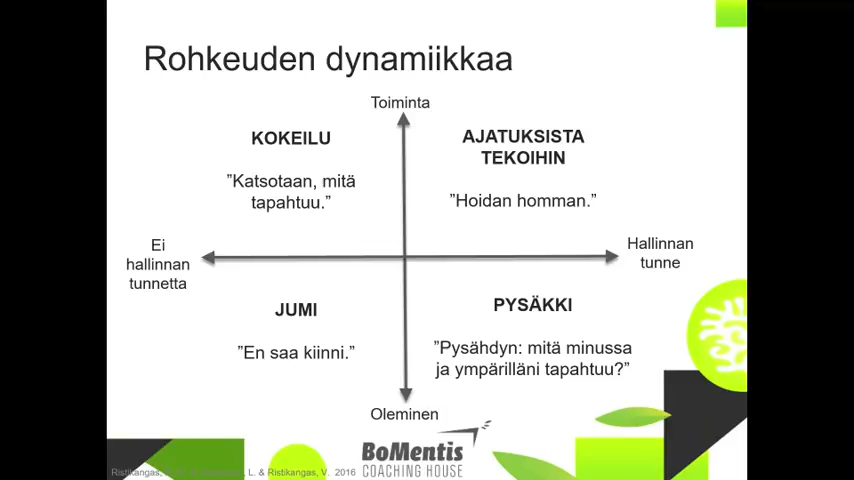 Rohkeuden dynamiikkaa
Toiminta
KOKEILU
”Katsotaan, mitä
tapahtuu.”
AJATUKSISTA
TEKOIHIN
”Hoidan homman.”
Ei
hallinnan
tunnetta
Hallinnan
tunne
JUMI
”En saa kiinni.”
PYSÄKKI
”Pysähdyn: mitä minussa
ja ympärilläni tapahtuu?”
Oleminen
BoMentis
COACHING HOUSE
Ristikangas, L. & Ristikangas, V. 2016